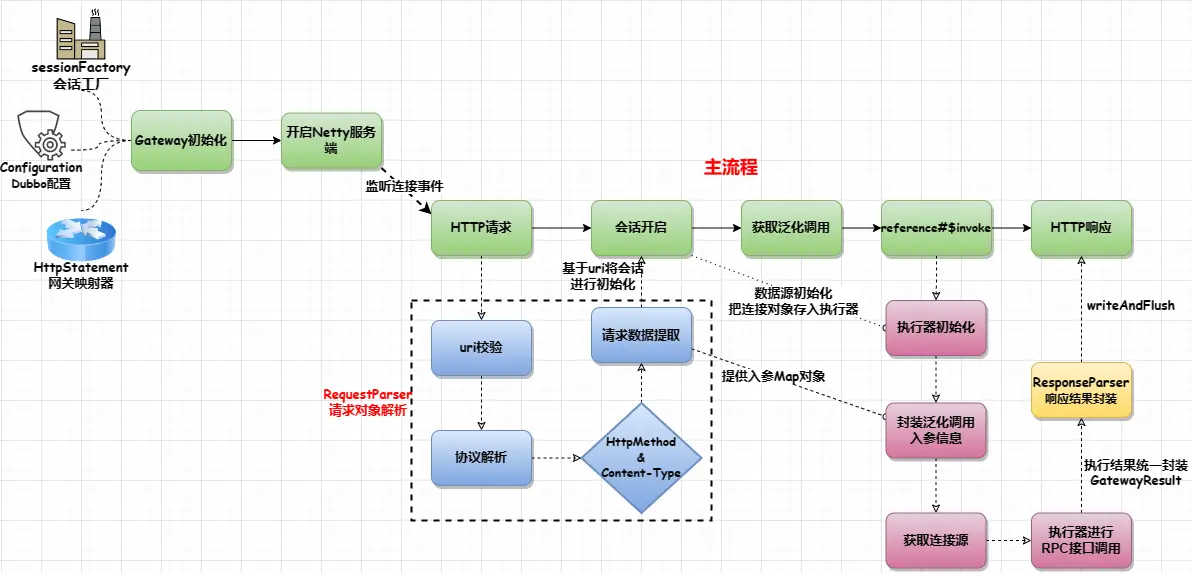 sessionFactory
会话工厂
Configuration
Dubbo配置
HttpStatement
网关映射器
Gateway初始化
开启Netty服务
端
监听连接事件
主流程
HTTP请求
会话开启
获取泛化调用
reference#$invoke
HTTP响应
基于uri将会话
进行初始化
数据源初始化
把连接对象存入执行器
writeAndFlush
uri校验
请求数据提取
执行器初始化
RequestParser
请求对象解析
提供入参Map对象
ResponseParser
响应结果封装
协议解析
HttpMethod
&
Content-Type
封装泛化调用
入参信息
执行结果统一封装
GatewayResult
获取连接源
执行器进行
RPC接口调用